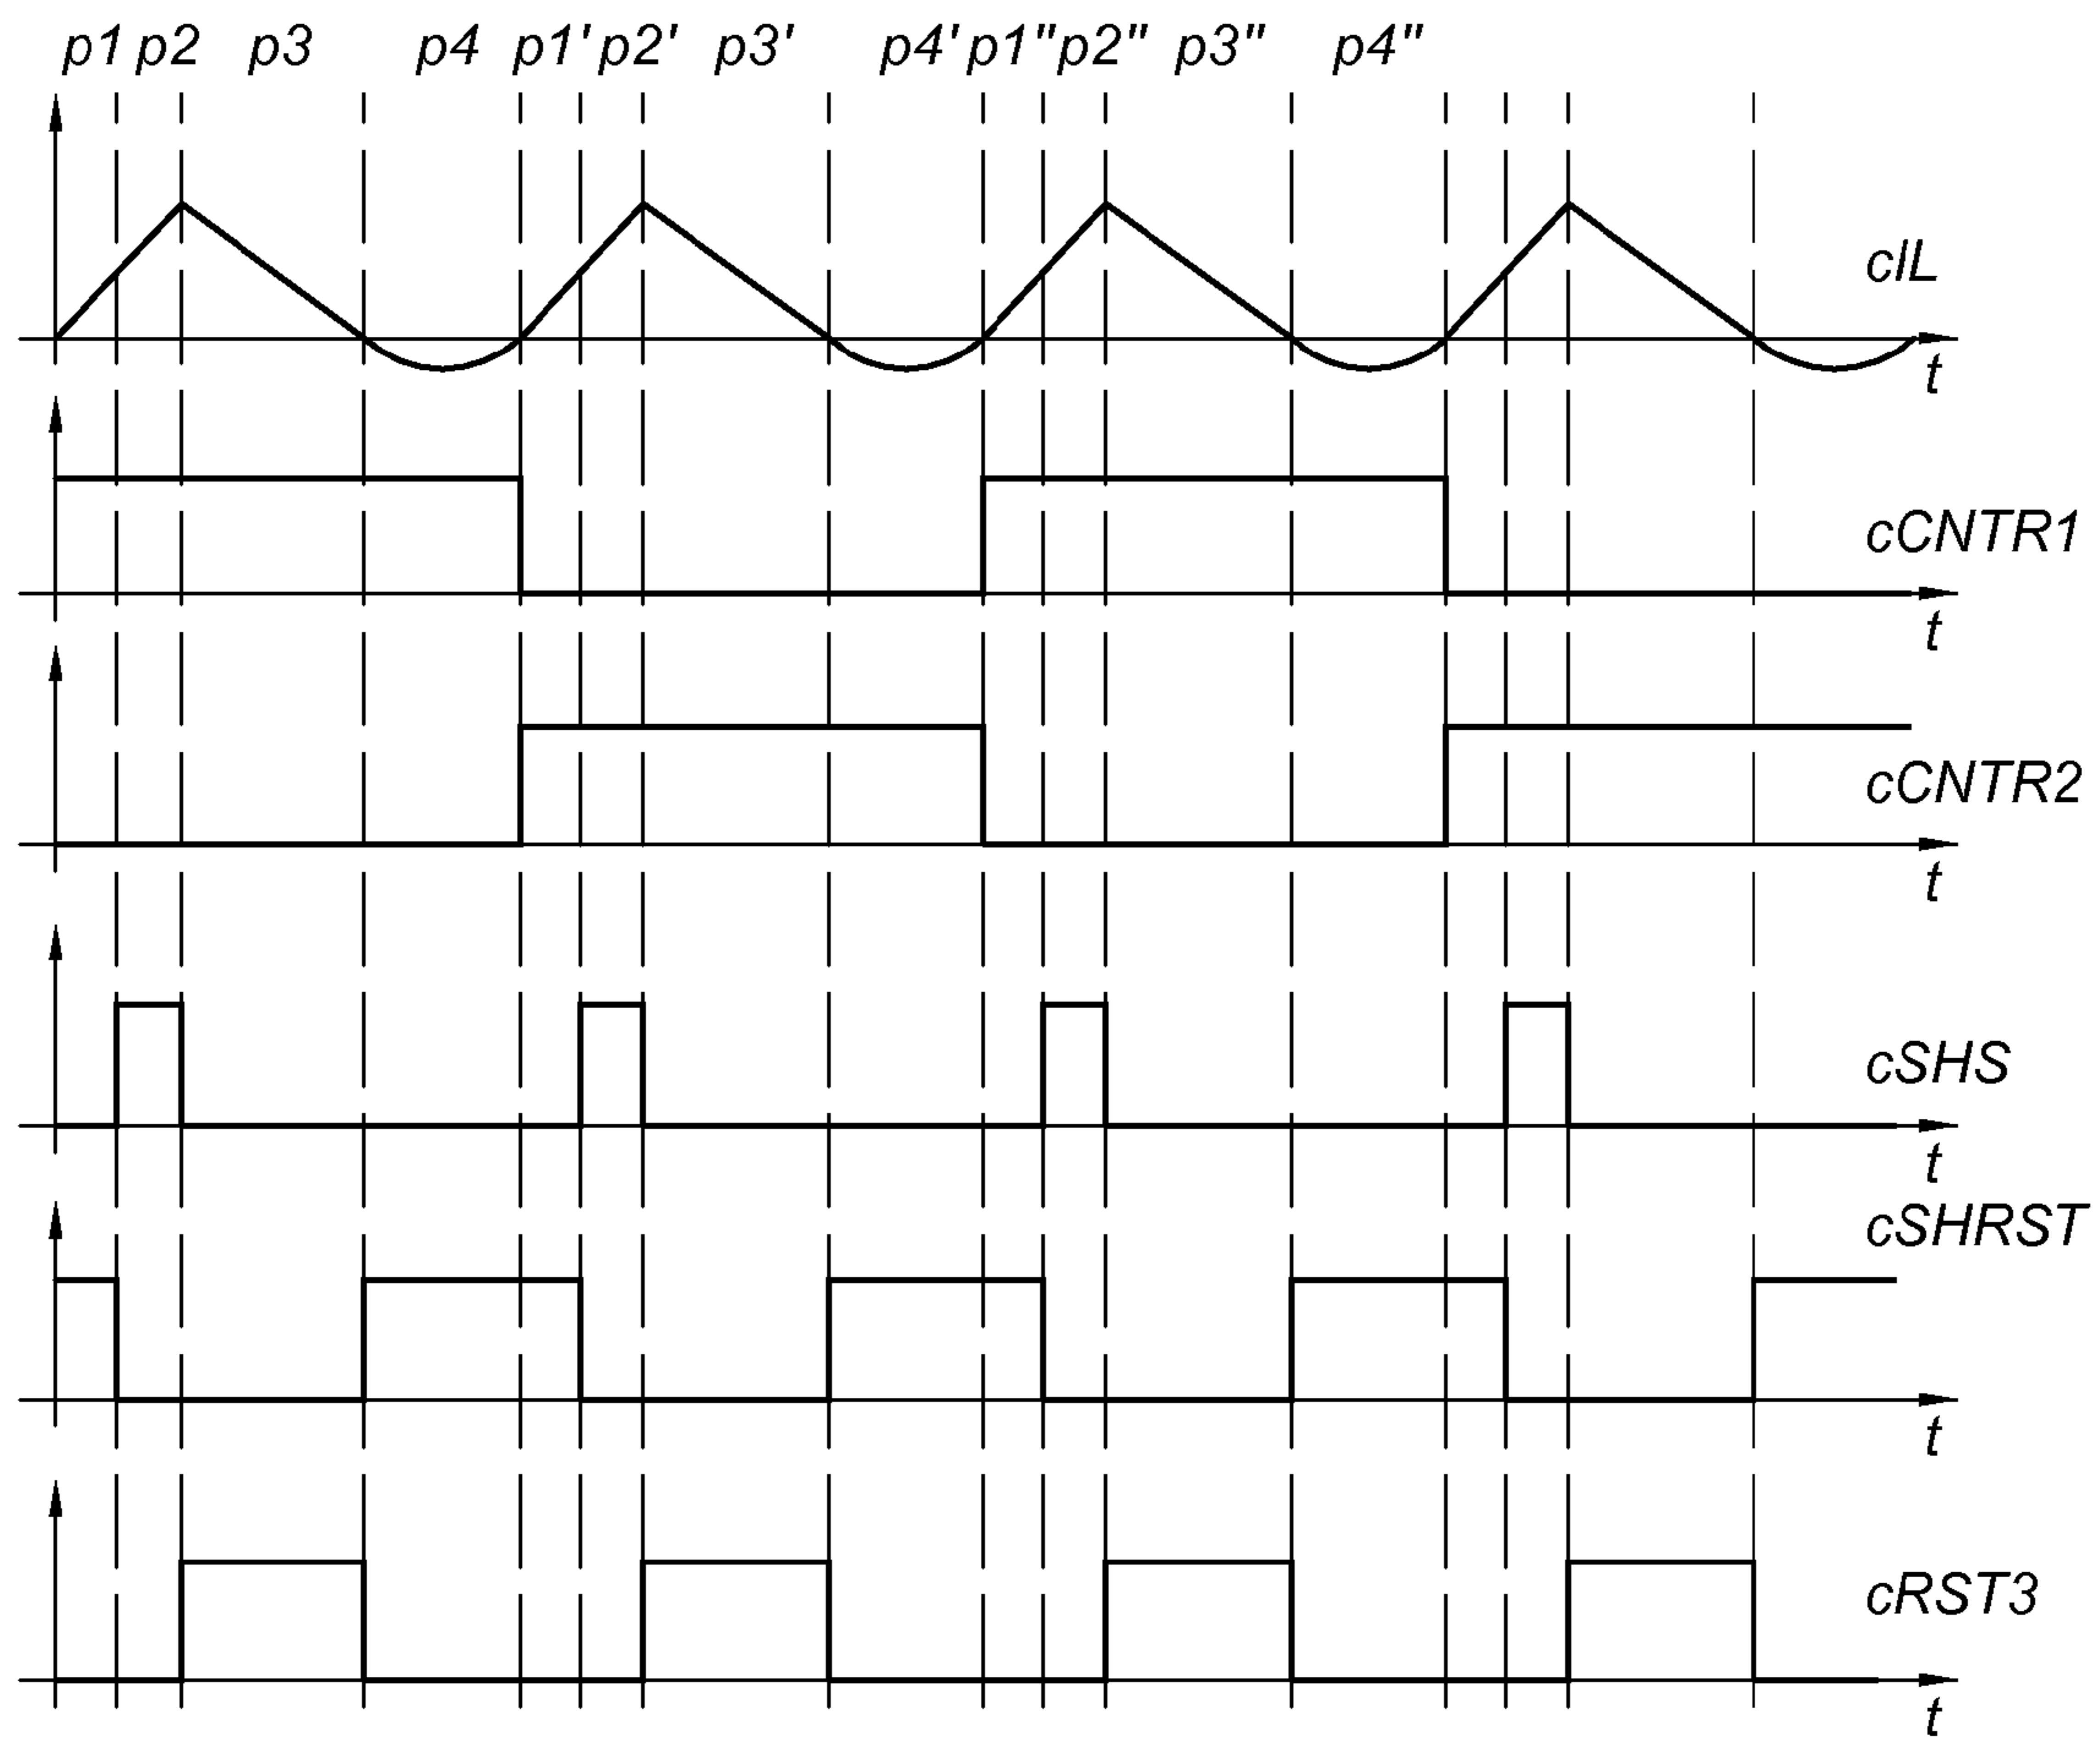 p1 p2 p3 p4 p1' p2' p3' p4' p1" p2" p3" p4"
cIL
t
cCNTR1
t
cCNTR2
t
cSHS
t
cSHRST
t
cRST3
t